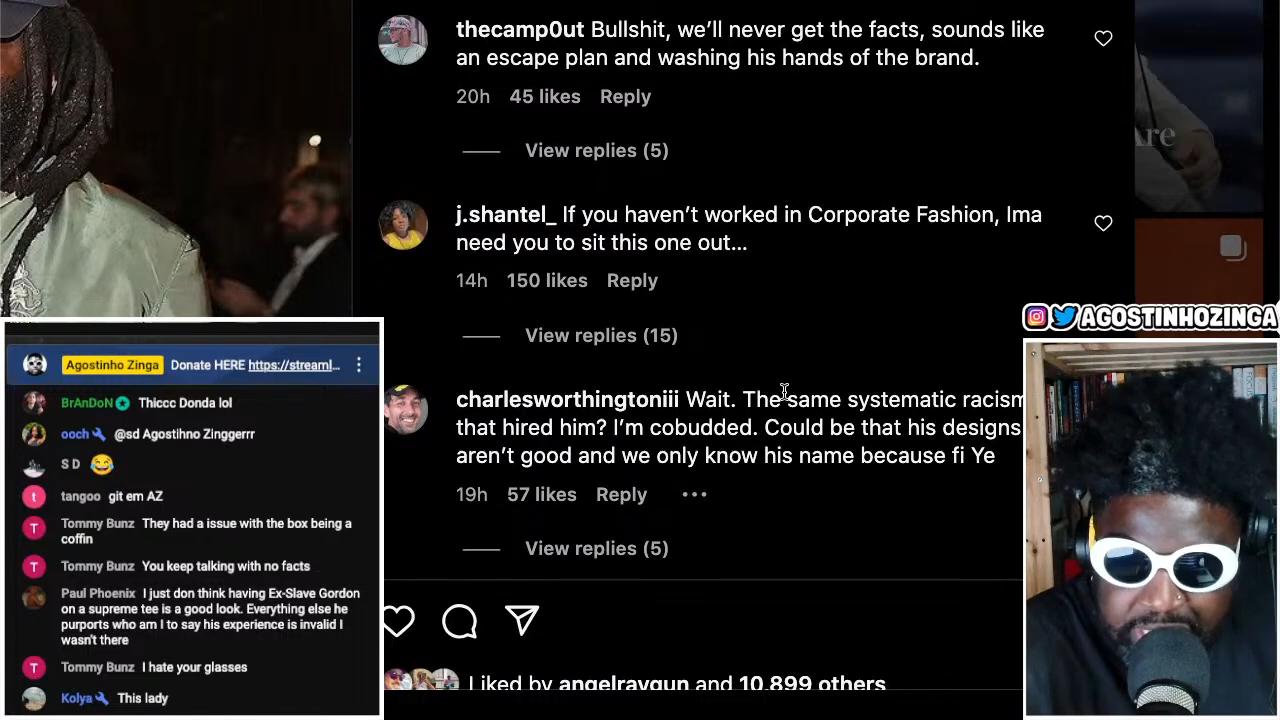 thecamp0ut Bullshit, we'll never get the facts, sounds like
an escape plan and washing his hands of the brand.
20h 45 likes Reply
View replies (5)
j.shantel_ If you haven't worked in Corporate Fashion, Ima
need you to sit this one out...
14h 150 likes Reply
View replies (15)
charlesworthingtoniii Wait. The same systematic racism
that hired him? I'm cobudded. Could be that his designs
aren't good and we only know his name because fi Ye
19h 57 likes Reply
View replies (5)
Liked by angelraygun and 10,899 others
Are
AGOSTINHOZINGA
Agostinho Zinga Donate HERE https://streaml...
BrAnDoN Thiccc Donda lol
ooch @sd Agostihno Zinggerrr
S D 😂
tangoo git em AZ
Tommy Bunz They had a issue with the box being a
coffin
Tommy Bunz You keep talking with no facts
Paul Phoenix I just don think having Ex-Slave Gordon
on a supreme tee is a good look. Everything else he
purports who am I to say his experience is invalid I
wasn't there
Tommy Bunz I hate your glasses
Kolya This lady